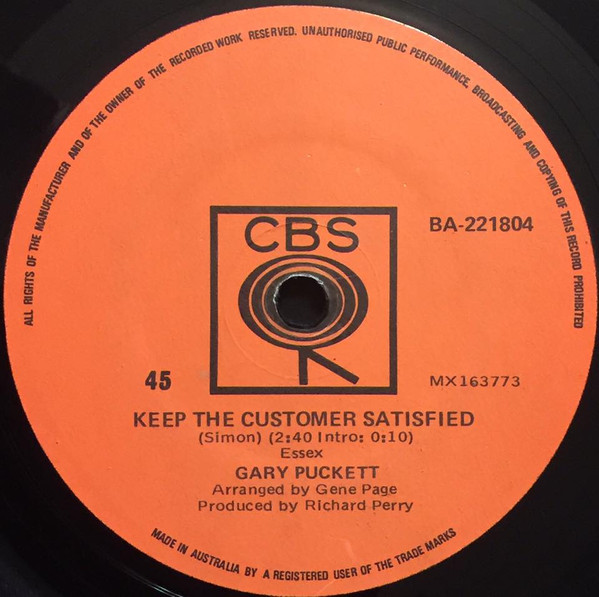 ALL RIGHTS OF THE MANUFACTURER AND OF THE OWNER OF THE RECORDED WORK RESERVED. UNAUTHORISED PUBLIC PERFORMANCE, BROADCASTING AND COPYING OF THIS RECORD PROHIBITED
CBS
BA-221804
45
MX163773
KEEP THE CUSTOMER SATISFIED
(Simon) (2:40 Intro: 0:10)
Essex
GARY PUCKETT
Arranged by Gene Page
Produced by Richard Perry
MADE IN AUSTRALIA BY A REGISTERED USER OF THE TRADE MARKS